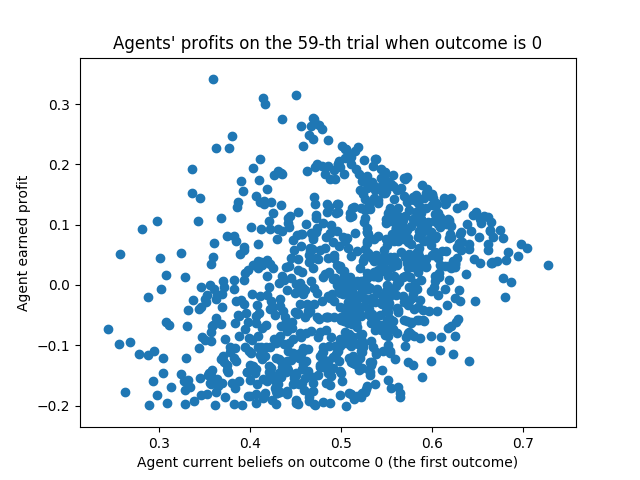 Agents' profits on the 59-th trial when outcome is 0
Agent earned profit
0.3
0.2
0.1
0.0
−0.1
−0.2
0.3 0.4 0.5 0.6 0.7
Agent current beliefs on outcome 0 (the first outcome)